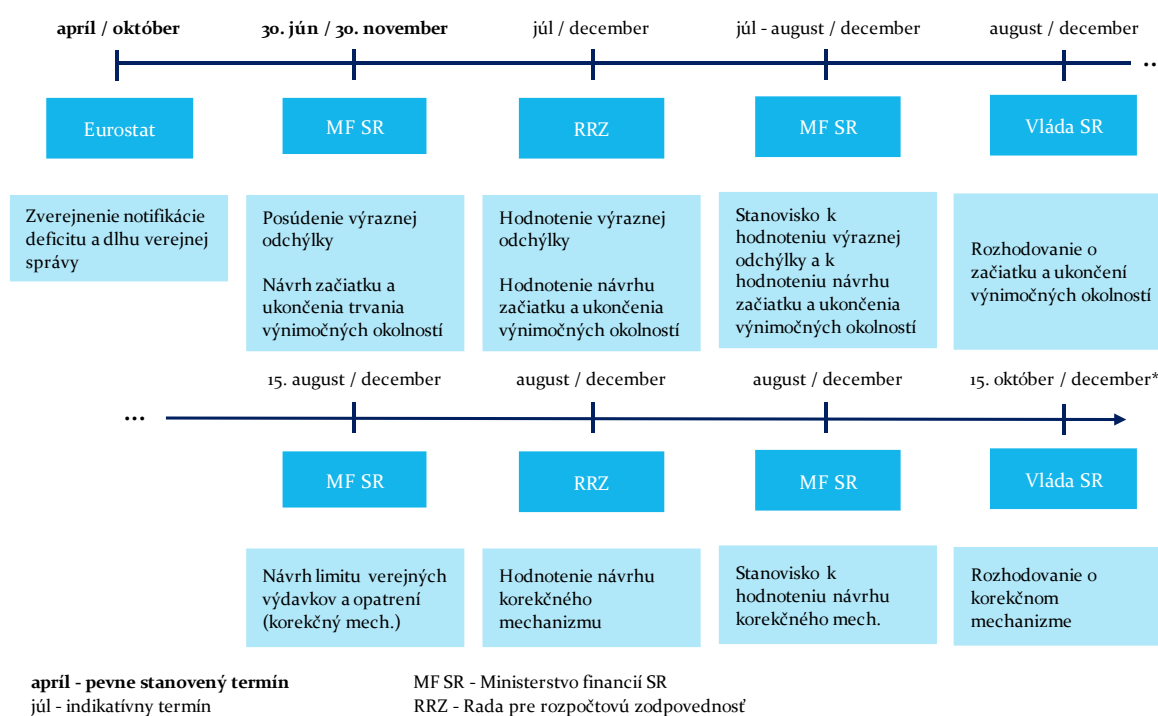 apríl / október
30. jún / 30. november
júl / december
júl - august / december
august / december
..
Eurostat
MF SR
RRZ
MF SR
Vláda SR
Zverejnenie notifikácie
deficitu a dlhu verejnej
správy
Posúdenie výraznej
odchýlky
Návrh začiatku a
ukončenia trvania
výnimočných okolností
Hodnotenie výraznej
odchýlky
Hodnotenie návrhu
začiatku a ukončenia
výnimočných okolností
Stanovisko k
hodnoteniu výraznej
odchýlky a k
hodnoteniu návrhu
začiatku a ukončenia
výnimočných okolností
Rozhodovanie o
začiatku a ukončení
výnimočných okolností
...
15. august / december
august / december
august / december
15. október / december*
MF SR
RRZ
MF SR
Vláda SR
Návrh limitu verejných
výdavkov a opatrení
(korekčný mech.)
Hodnotenie návrhu
korekčného
mechanizmu
Stanovisko k
hodnoteniu návrhu
korekčného mech.
Rozhodovanie o
korekčnom
mechanizme
apríl - pevne stanovený termín
júl - indikatívny termín
MF SR - Ministerstvo financií SR
RRZ - Rada pre rozpočtovú zodpovednosť